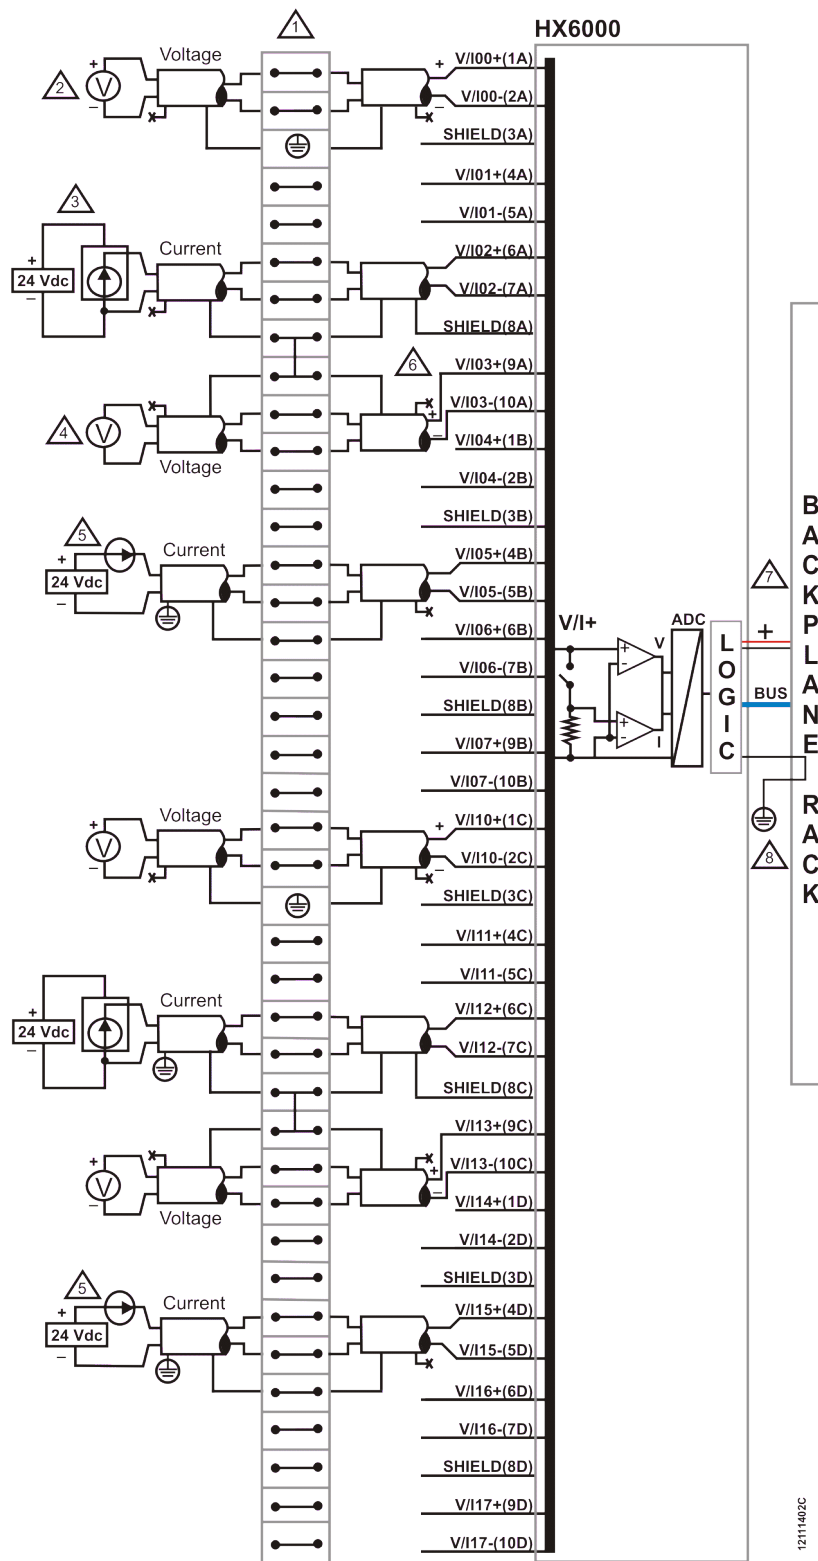 HX6000
1
Voltage
2
+
V
–
+
–
V/I00+(1A)
V/I00-(2A)
SHIELD(3A)
V/I01+(4A)
V/I01-(5A)
3
Current
+
24 Vdc
–
V/I02+(6A)
V/I02-(7A)
SHIELD(8A)
6
V/I03+(9A)
+
–
V/I03-(10A)
4
V
Voltage
V/I04+(1B)
V/I04-(2B)
SHIELD(3B)
5
Current
+
24 Vdc
–
V/I05+(4B)
V/I05-(5B)
V/I06+(6B)
V/I06-(7B)
SHIELD(8B)
V/I07+(9B)
V/I07-(10B)
V/I+
+
-
V
+
-
I
ADC
LOGIC
7
+
BUS
8
BACKPLANE RACK
Voltage
+
V
–
+
–
V/I10+(1C)
V/I10-(2C)
SHIELD(3C)
V/I11+(4C)
V/I11-(5C)
Current
+
24 Vdc
–
V/I12+(6C)
V/I12-(7C)
SHIELD(8C)
V/I13+(9C)
+
–
V/I13-(10C)
+
V
–
Voltage
V/I14+(1D)
V/I14-(2D)
SHIELD(3D)
5
Current
+
24 Vdc
–
V/I15+(4D)
V/I15-(5D)
V/I16+(6D)
V/I16-(7D)
SHIELD(8D)
V/I17+(9D)
V/I17-(10D)
12111402C